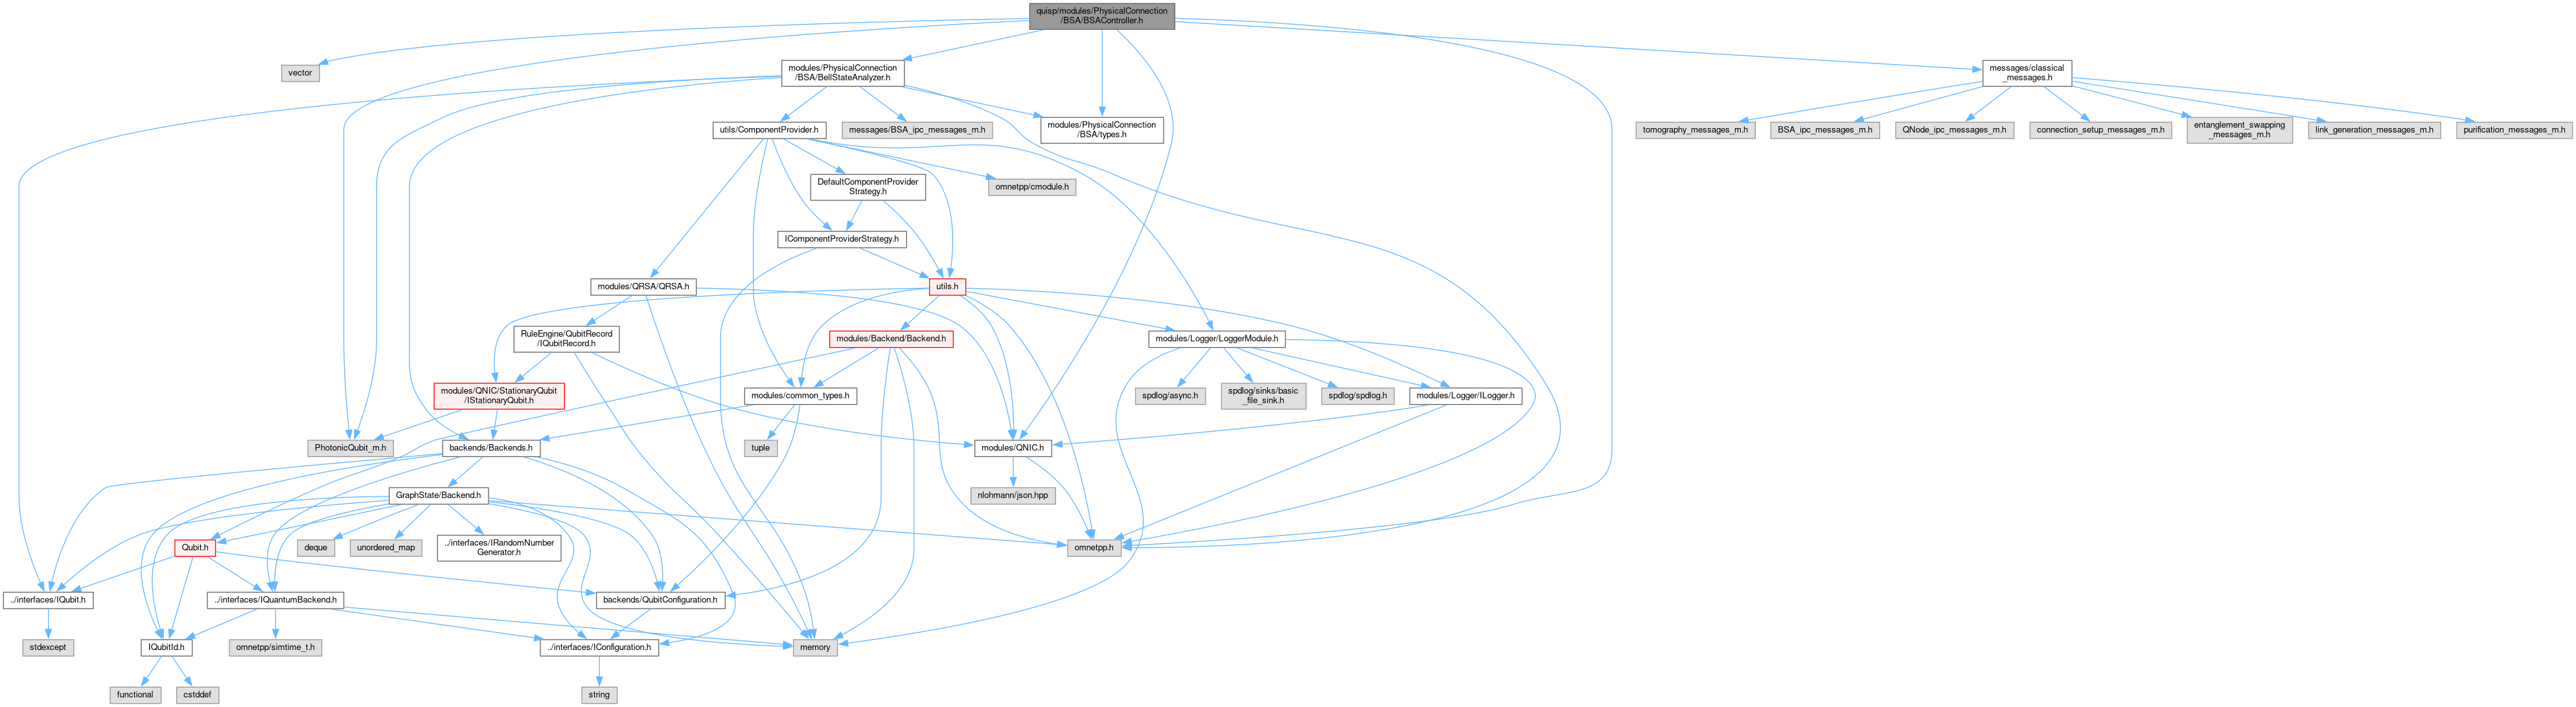 quisp/modules/PhysicalConnection
/BSA/BSAController.h
vector
modules/PhysicalConnection
/BSA/BellStateAnalyzer.h
messages/classical
_messages.h
utils/ComponentProvider.h
messages/BSA_ipc_messages_m.h
modules/PhysicalConnection
/BSA/types.h
tomography_messages_m.h
BSA_ipc_messages_m.h
QNode_ipc_messages_m.h
connection_setup_messages_m.h
entanglement_swapping
_messages_m.h
link_generation_messages_m.h
purification_messages_m.h
DefaultComponentProvider
Strategy.h
omnetpp/cmodule.h
IComponentProviderStrategy.h
modules/QRSA/QRSA.h
utils.h
RuleEngine/QubitRecord
/IQubitRecord.h
modules/Backend/Backend.h
modules/Logger/LoggerModule.h
modules/QNIC/StationaryQubit
/IStationaryQubit.h
modules/common_types.h
spdlog/async.h
spdlog/sinks/basic
_file_sink.h
spdlog/spdlog.h
modules/Logger/ILogger.h
PhotonicQubit_m.h
backends/Backends.h
tuple
modules/QNIC.h
GraphState/Backend.h
nlohmann/json.hpp
Qubit.h
deque
unordered_map
../interfaces/IRandomNumber
Generator.h
omnetpp.h
../interfaces/IQubit.h
../interfaces/IQuantumBackend.h
backends/QubitConfiguration.h
stdexcept
IQubitId.h
omnetpp/simtime_t.h
../interfaces/IConfiguration.h
memory
functional
cstddef
string